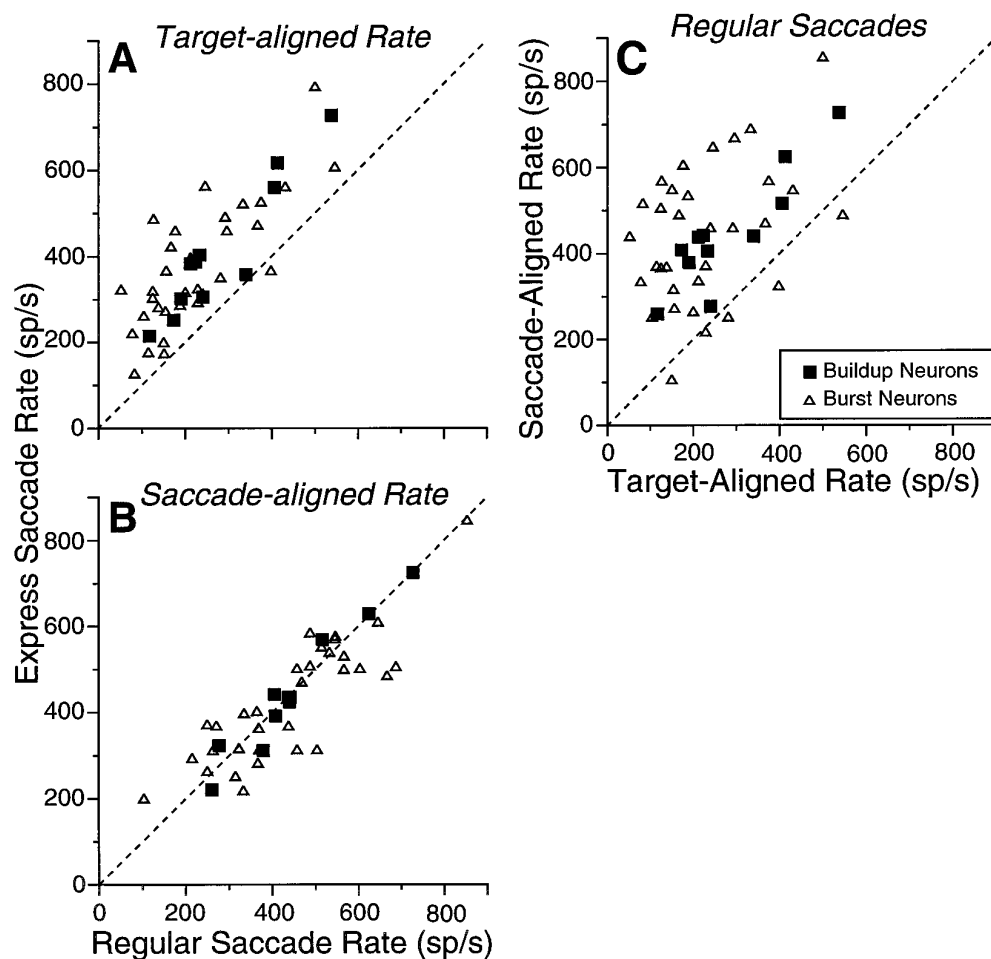 A
Target-aligned Rate
800
600
400
200
0
Express Saccade Rate (sp/s)
B
Saccade-aligned Rate
800
600
400
200
0
0 200 400 600 800
Regular Saccade Rate (sp/s)
C
Regular Saccades
Saccade-Aligned Rate (sp/s)
800
600
400
200
0
Buildup Neurons
Burst Neurons
0 200 400 600 800
Target-Aligned Rate (sp/s)